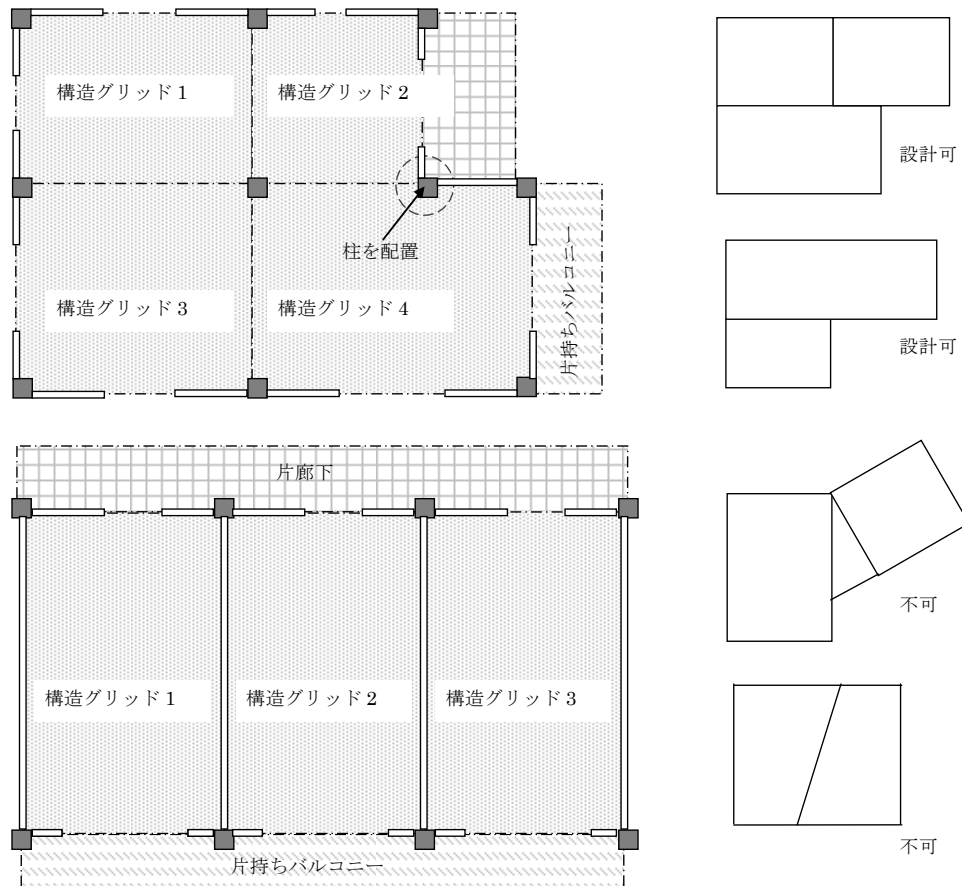 構造グリッド 1
構造グリッド 2
柱を配置
構造グリッド 3
構造グリッド 4
片持ちバルコニー
設計可
設計可
片廊下
構造グリッド 1
構造グリッド 2
構造グリッド 3
片持ちバルコニー
不可
不可